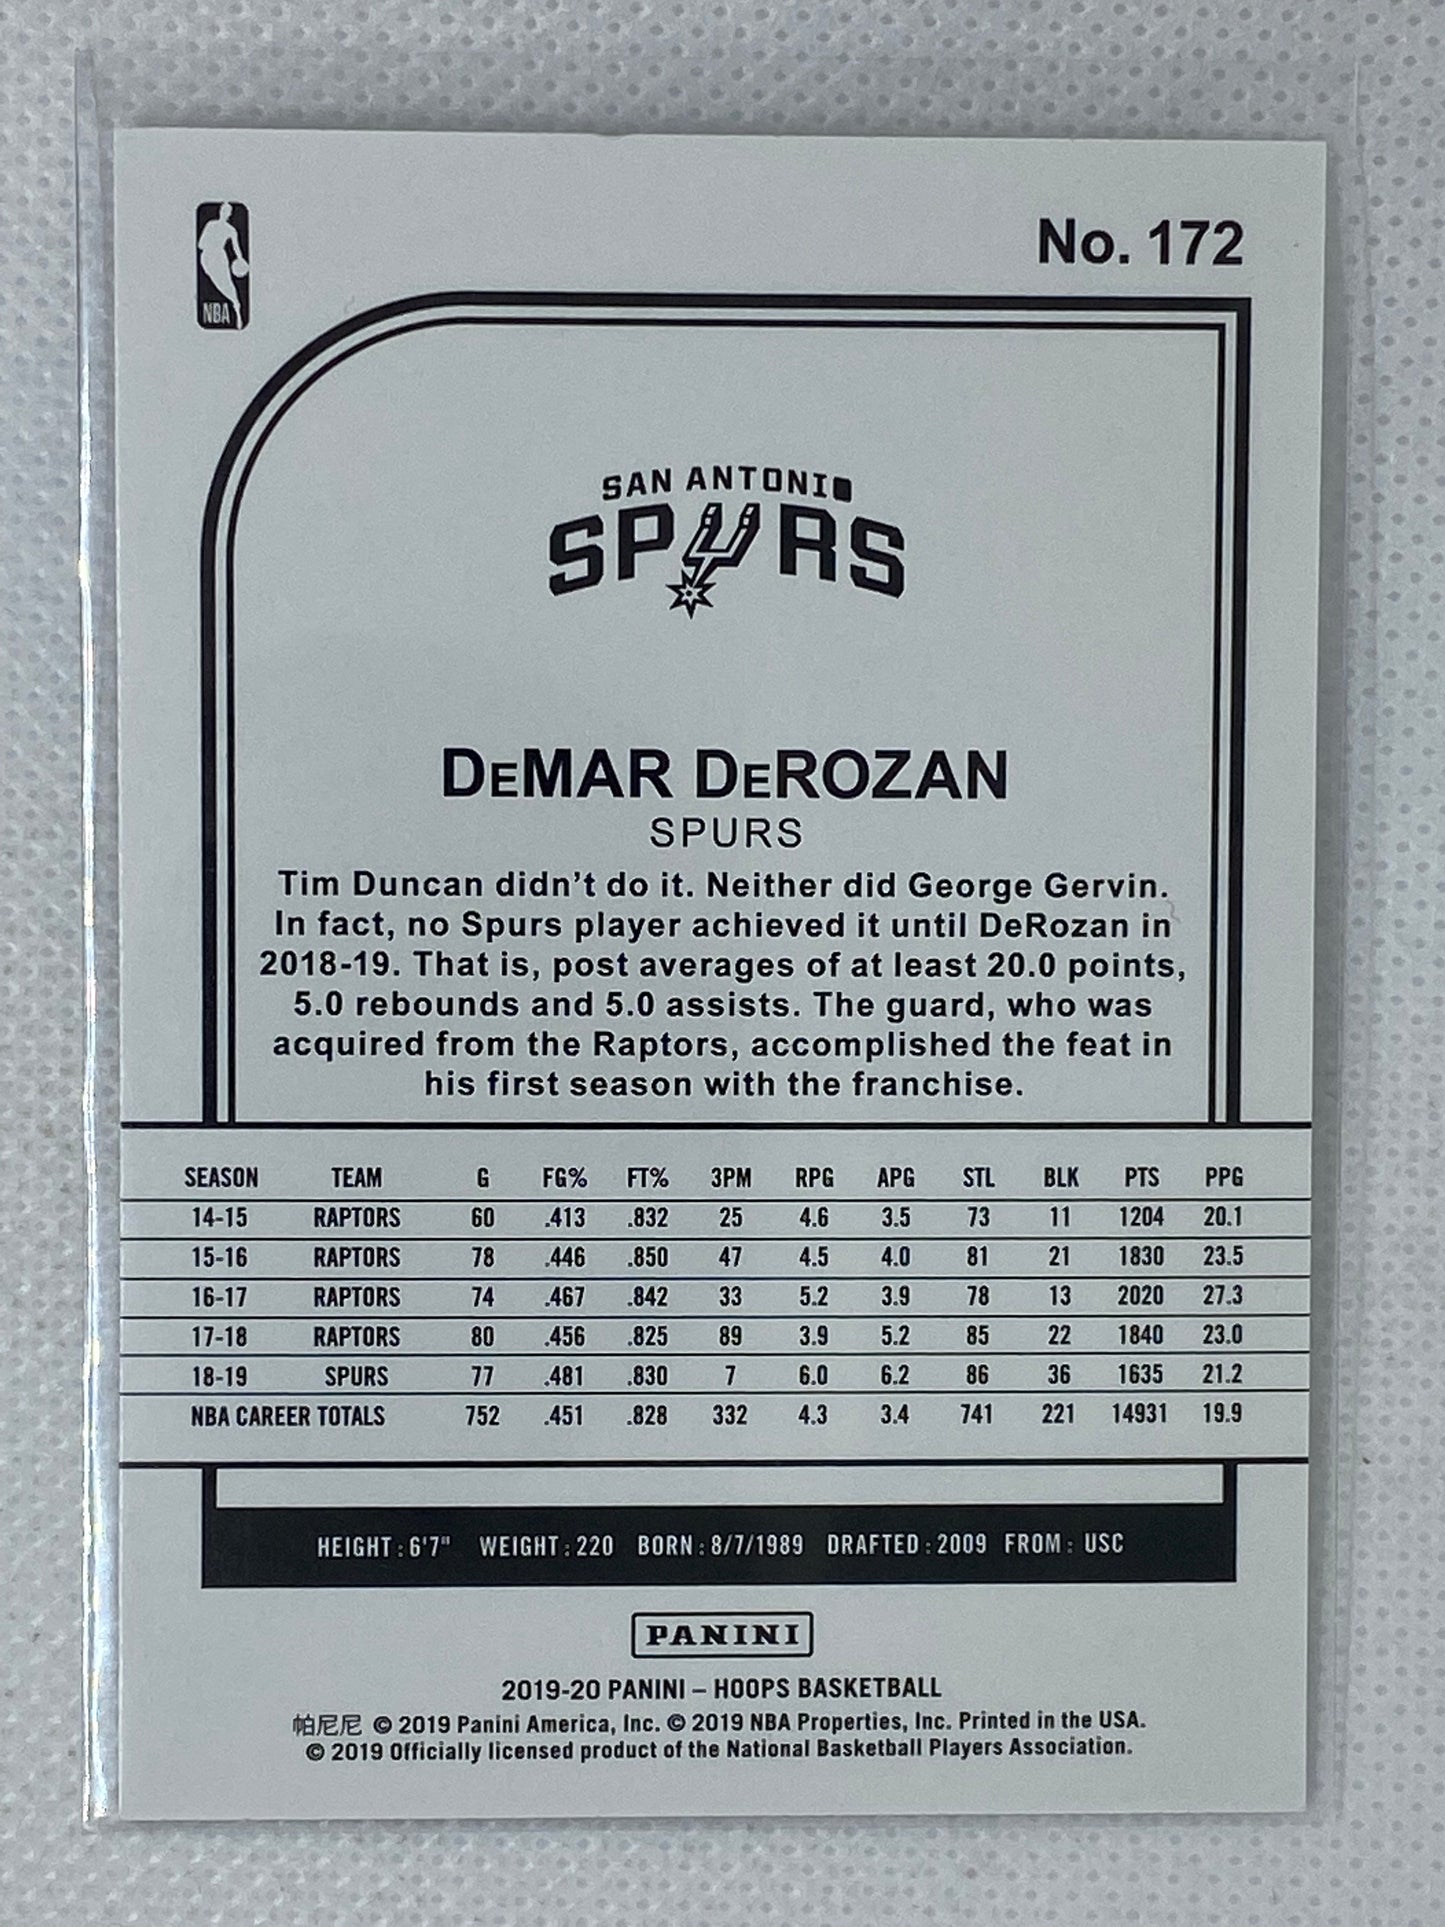 NBA
No. 172
SAN ANTONIO
SPURS
DEMAR DEROZAN
SPURS
Tim Duncan didn't do it. Neither did George Gervin.
In fact, no Spurs player achieved it until DeRozan in
2018-19. That is, post averages of at least 20.0 points,
5.0 rebounds and 5.0 assists. The guard, who was
acquired from the Raptors, accomplished the feat in
his first season with the franchise.
SEASON TEAM G FG% FT% 3PM RPG APG STL BLK PTS PPG
14-15 RAPTORS 60 .413 .832 25 4.6 3.5 73 11 1204 20.1
15-16 RAPTORS 78 .446 .850 47 4.5 4.0 81 21 1830 23.5
16-17 RAPTORS 74 .467 .842 33 5.2 3.9 78 13 2020 27.3
17-18 RAPTORS 80 .456 .825 89 3.9 5.2 85 22 1840 23.0
18-19 SPURS 77 .481 .830 7 6.0 6.2 86 36 1635 21.2
NBA CAREER TOTALS 752 .451 .828 332 4.3 3.4 741 221 14931 19.9
HEIGHT: 6'7" WEIGHT: 220 BORN: 8/7/1989 DRAFTED: 2009 FROM: USC
PANINI
2019-20 PANINI – HOOPS BASKETBALL
帕尼尼 © 2019 Panini America, Inc. © 2019 NBA Properties, Inc. Printed in the USA.
© 2019 Officially licensed product of the National Basketball Players Association.